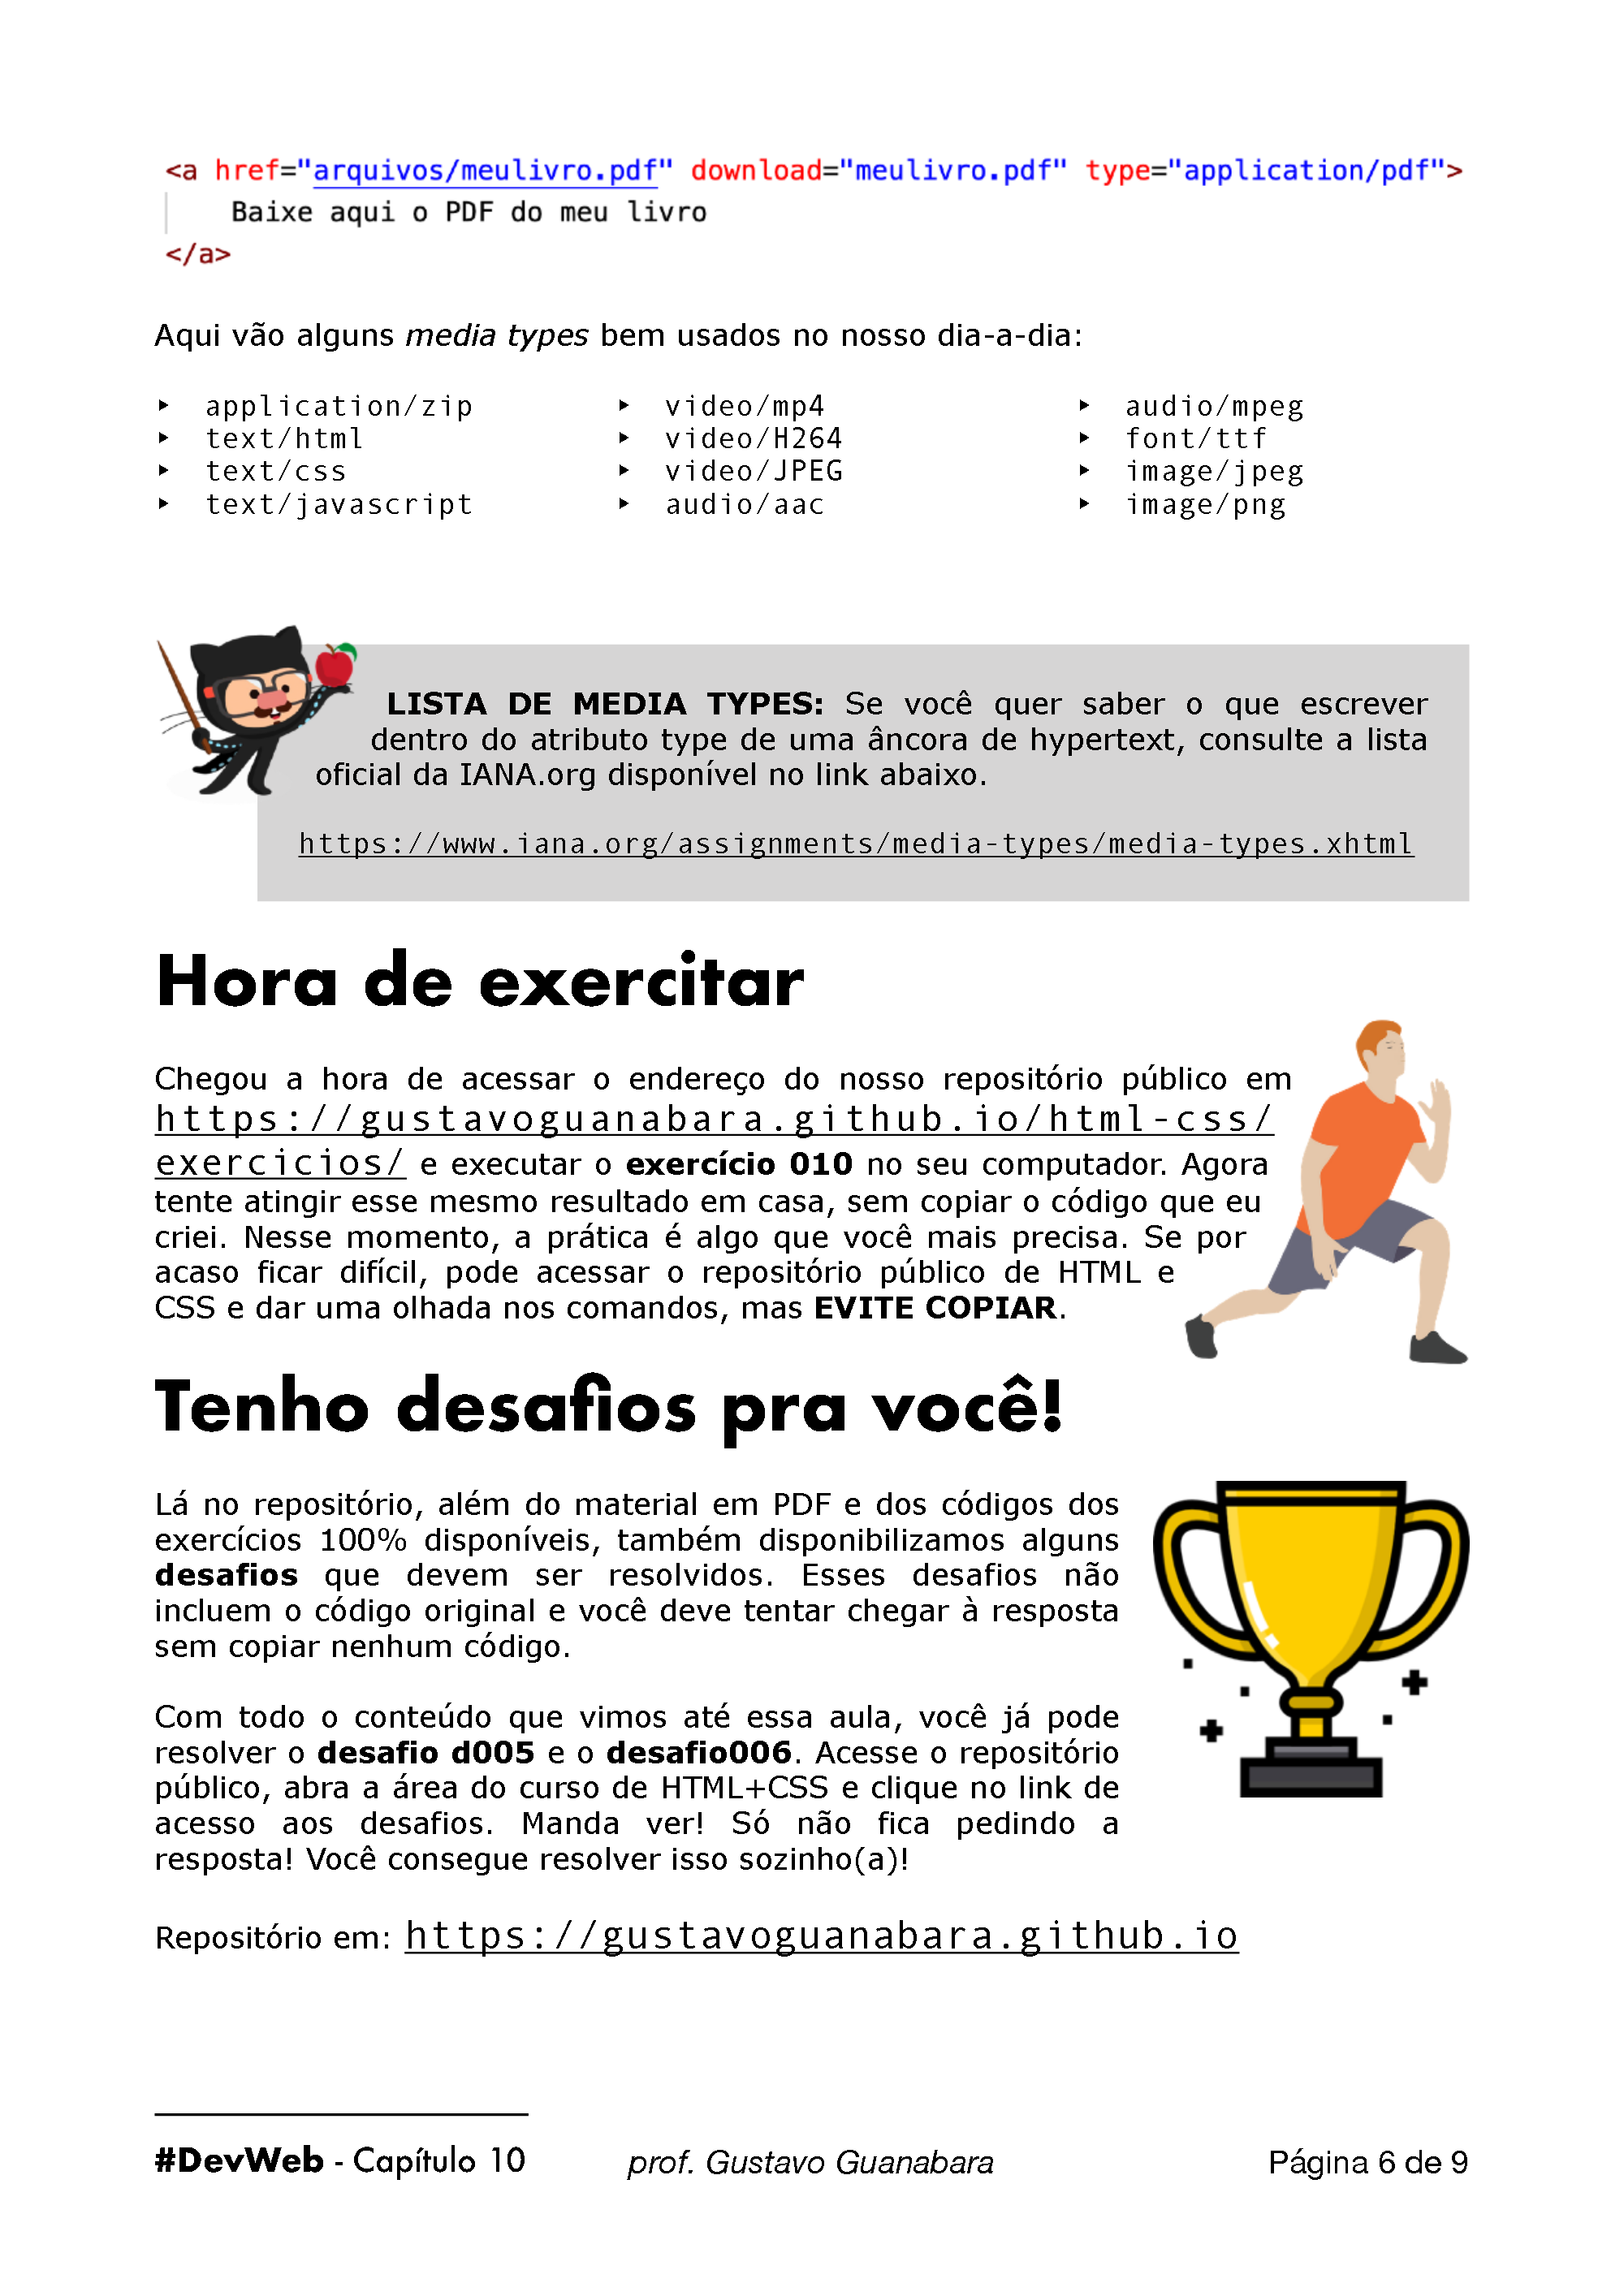 <a href="arquivos/meulivro.pdf" download="meulivro.pdf" type="application/pdf">
Baixe aqui o PDF do meu livro
</a>
Aqui vão alguns media types bem usados no nosso dia-a-dia:
‣ application/zip
‣ text/html
‣ text/css
‣ text/javascript
‣ video/mp4
‣ video/H264
‣ video/JPEG
‣ audio/aac
‣ audio/mpeg
‣ font/ttf
‣ image/jpeg
‣ image/png
LISTA DE MEDIA TYPES: Se você quer saber o que escrever
dentro do atributo type de uma âncora de hypertext, consulte a lista
oficial da IANA.org disponível no link abaixo.
https://www.iana.org/assignments/media-types/media-types.xhtml
Hora de exercitar
Chegou a hora de acessar o endereço do nosso repositório público em
https://gustavoguanabara.github.io/html-css/
exercicios/ e executar o exercício 010 no seu computador. Agora
tente atingir esse mesmo resultado em casa, sem copiar o código que eu
criei. Nesse momento, a prática é algo que você mais precisa. Se por
acaso ficar difícil, pode acessar o repositório público de HTML e
CSS e dar uma olhada nos comandos, mas EVITE COPIAR.
Tenho desafios pra você!
Lá no repositório, além do material em PDF e dos códigos dos
exercícios 100% disponíveis, também disponibilizamos alguns
desafios que devem ser resolvidos. Esses desafios não
incluem o código original e você deve tentar chegar à resposta
sem copiar nenhum código.
Com todo o conteúdo que vimos até essa aula, você já pode
resolver o desafio d005 e o desafio006. Acesse o repositório
público, abra a área do curso de HTML+CSS e clique no link de
acesso aos desafios. Manda ver! Só não fica pedindo a
resposta! Você consegue resolver isso sozinho(a)!
Repositório em: https://gustavoguanabara.github.io
#DevWeb - Capítulo 10 prof. Gustavo Guanabara Página 6 de 9